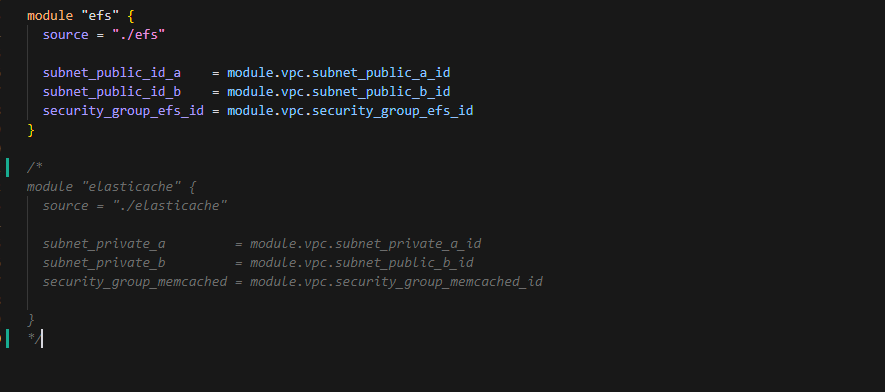 module "efs" {
  source = "./efs"

  subnet_public_id_a    = module.vpc.subnet_public_a_id
  subnet_public_id_b    = module.vpc.subnet_public_b_id
  security_group_efs_id = module.vpc.security_group_efs_id
}

/*
module "elasticache" {
  source = "./elasticache"

  subnet_private_a         = module.vpc.subnet_private_a_id
  subnet_private_b         = module.vpc.subnet_public_b_id
  security_group_memcached = module.vpc.security_group_memcached_id

}
*/